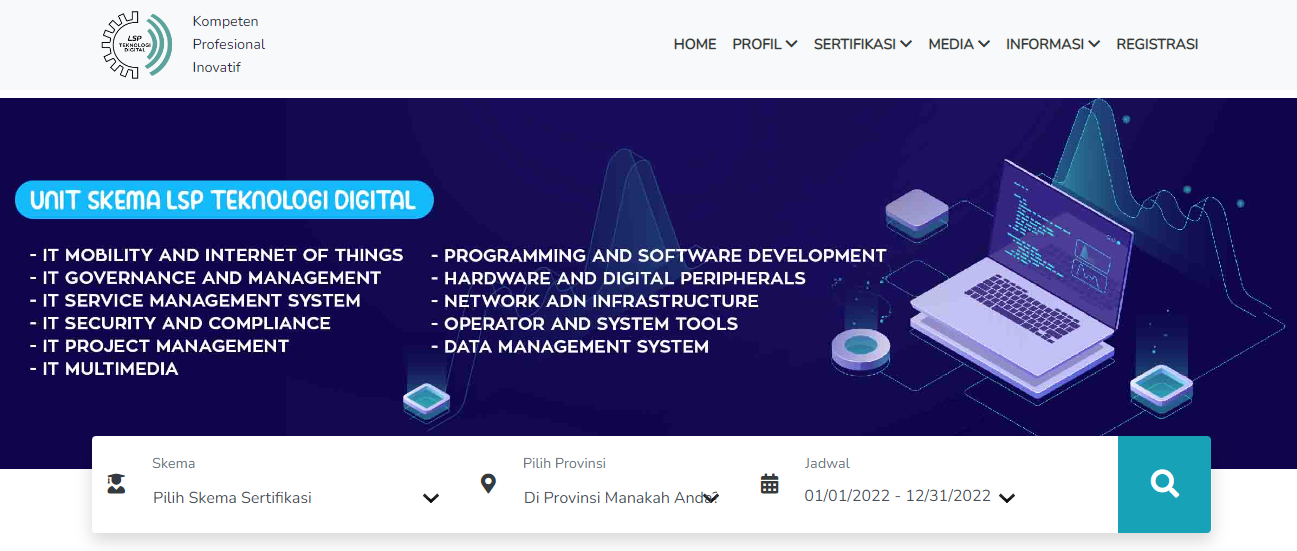 LSP
TEKNOLOGI
DIGITAL
Kompeten
Profesional
Inovatif
HOME PROFIL SERTIFIKASI MEDIA INFORMASI REGISTRASI
UNIT SKEMA LSP TEKNOLOGI DIGITAL
- IT MOBILITY AND INTERNET OF THINGS
- IT GOVERNANCE AND MANAGEMENT
- IT SERVICE MANAGEMENT SYSTEM
- IT SECURITY AND COMPLIANCE
- IT PROJECT MANAGEMENT
- IT MULTIMEDIA
- PROGRAMMING AND SOFTWARE DEVELOPMENT
- HARDWARE AND DIGITAL PERIPHERALS
- NETWORK ADN INFRASTRUCTURE
- OPERATOR AND SYSTEM TOOLS
- DATA MANAGEMENT SYSTEM
Skema
Pilih Skema Sertifikasi
Pilih Provinsi
Di Provinsi Manakah Anda?
Jadwal
01/01/2022 - 12/31/2022